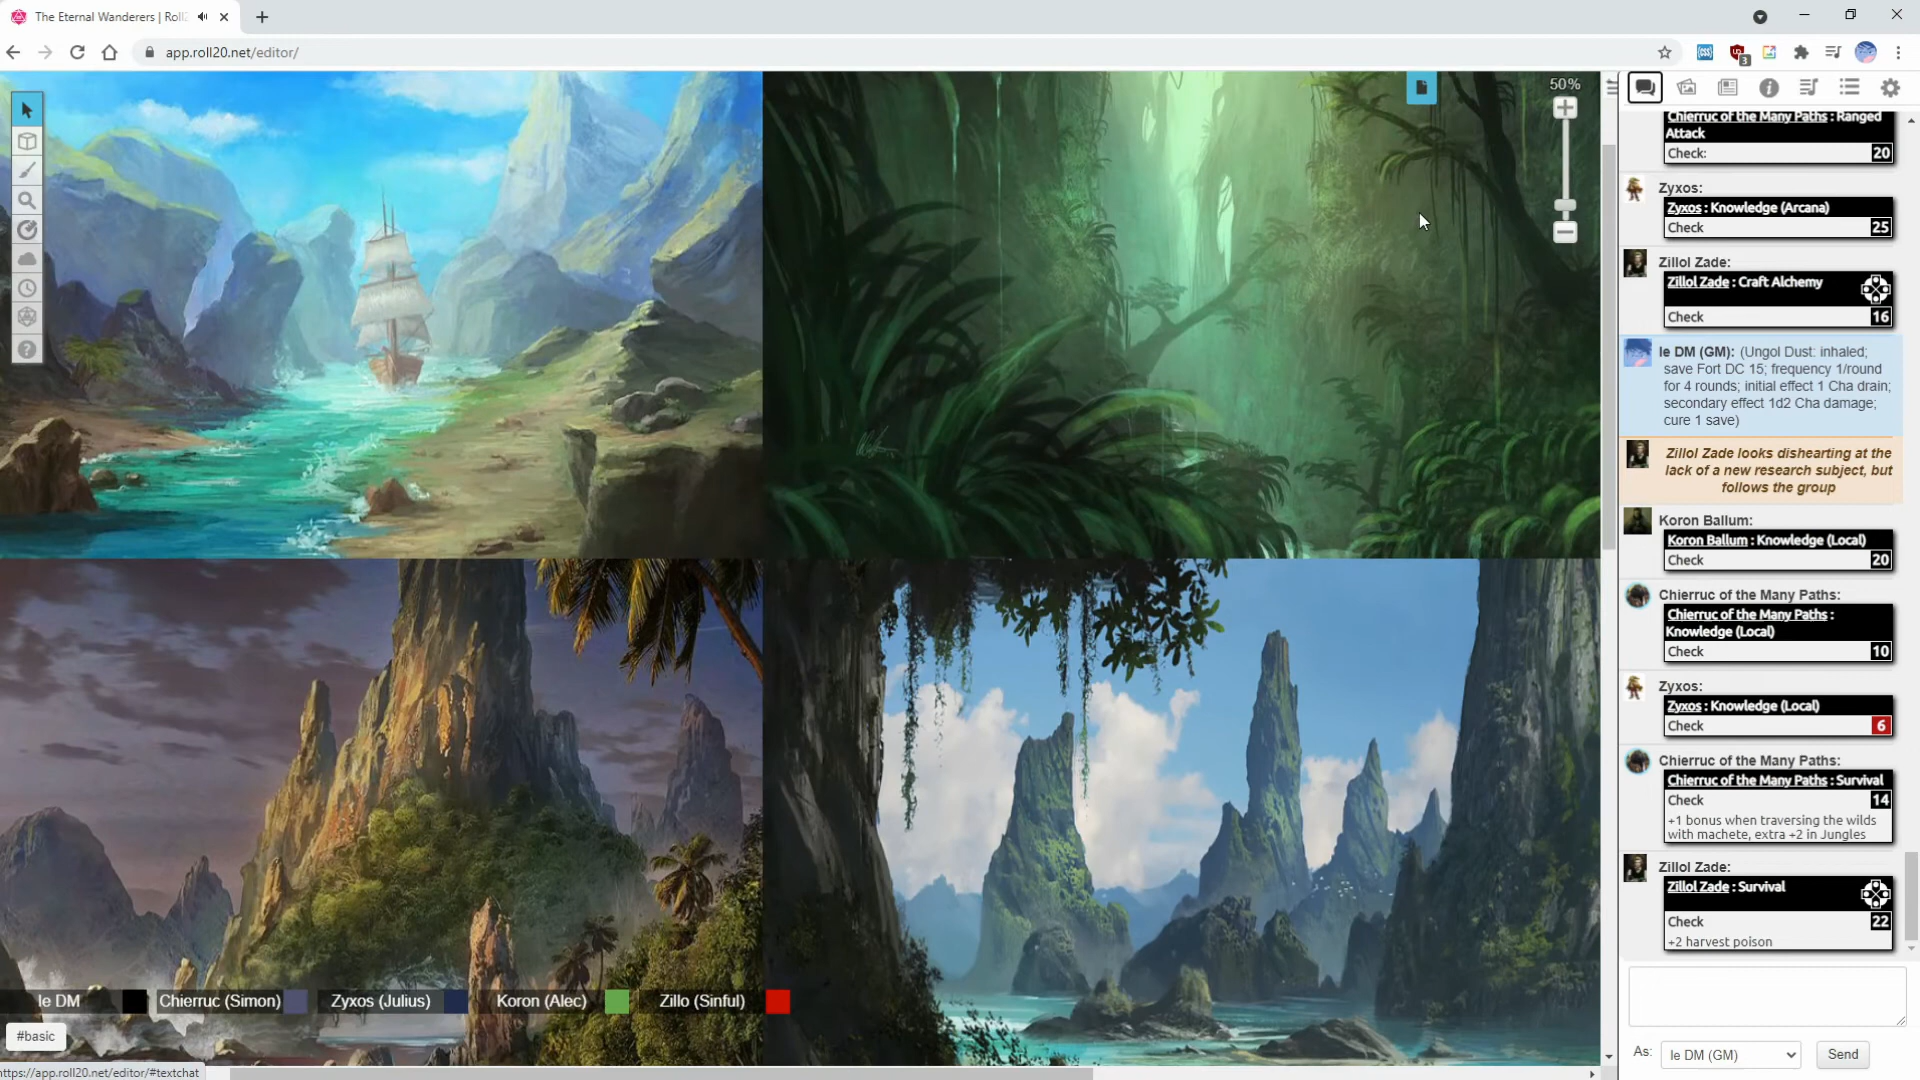 The Eternal Wanderers | Roll2
app.roll20.net/editor/
3
50%
Chierruc of the Many Paths : Ranged
Attack
Check:
20
Zyxos:
Zyxos : Knowledge (Arcana)
Check
25
Zillol Zade:
Zillol Zade : Craft Alchemy
Check
16
le DM (GM): (Ungol Dust: inhaled;
save Fort DC 15; frequency 1/round
for 4 rounds; initial effect 1 Cha drain;
secondary effect 1d2 Cha damage;
cure 1 save)
Zillol Zade looks dishearting at the
lack of a new research subject, but
follows the group
Koron Ballum:
Koron Ballum : Knowledge (Local)
Check
20
Chierruc of the Many Paths:
Chierruc of the Many Paths :
Knowledge (Local)
Check
10
Zyxos:
Zyxos : Knowledge (Local)
Check
6
Chierruc of the Many Paths:
Chierruc of the Many Paths : Survival
Check
14
+1 bonus when traversing the wilds
with machete, extra +2 in Jungles
Zillol Zade:
Zillol Zade : Survival
Check
22
+2 harvest poison
le DM
Chierruc (Simon)
Zyxos (Julius)
Koron (Alec)
Zillo (Sinful)
#basic
https://app.roll20.net/editor/#textchat
As:
le DM (GM)
Send